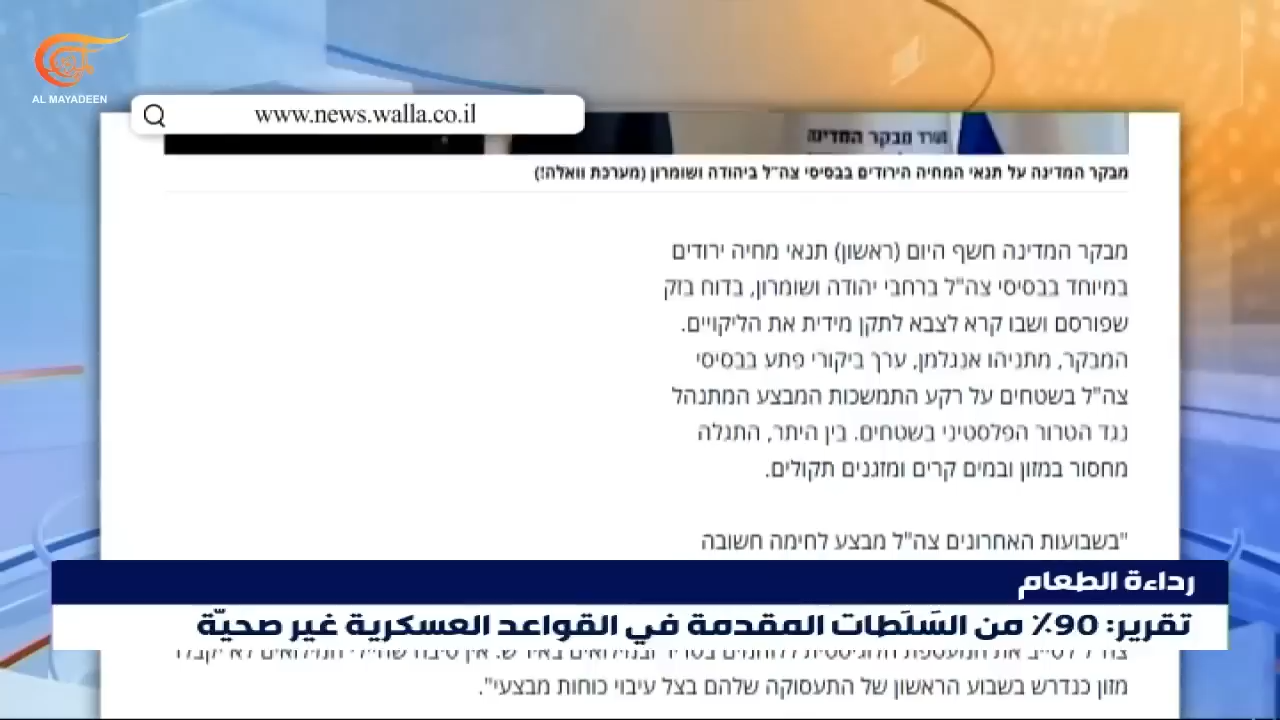 AL MAYADEEN
www.news.walla.co.il
משרד מבקר המדינה
מבקר המדינה על תנאי המחיה הירודים בבסיסי צה"ל ביהודה ושומרון (מערכת וואלה!)
מבקר המדינה חשף היום (ראשון) תנאי מחיה ירודים
במיוחד בבסיסי צה"ל ברחבי יהודה ושומרון, בדוח בזק
שפורסם ושבו קרא לצבא לתקן מידית את הליקויים.
המבקר, מתניהו אנגלמן, ערך ביקורי פתע בבסיסי
צה"ל בשטחים על רקע התמשכות המבצע המתנהל
נגד הטרור הפלסטיני בשטחים. בין היתר, התגלה
מחסור במזון ובמים קרים ומזגנים תקולים.
"בשבועות האחרונים צה"ל מבצע לחימה חשובה
رداءة الطعام
تقرير: 90٪ من السَلَطات المقدمة في القواعد العسكرية غير صحيّة
מזון כנדרש בשבוע הראשון של התעסוקה שלהם בצל עיבוי כוחות מבצעי".